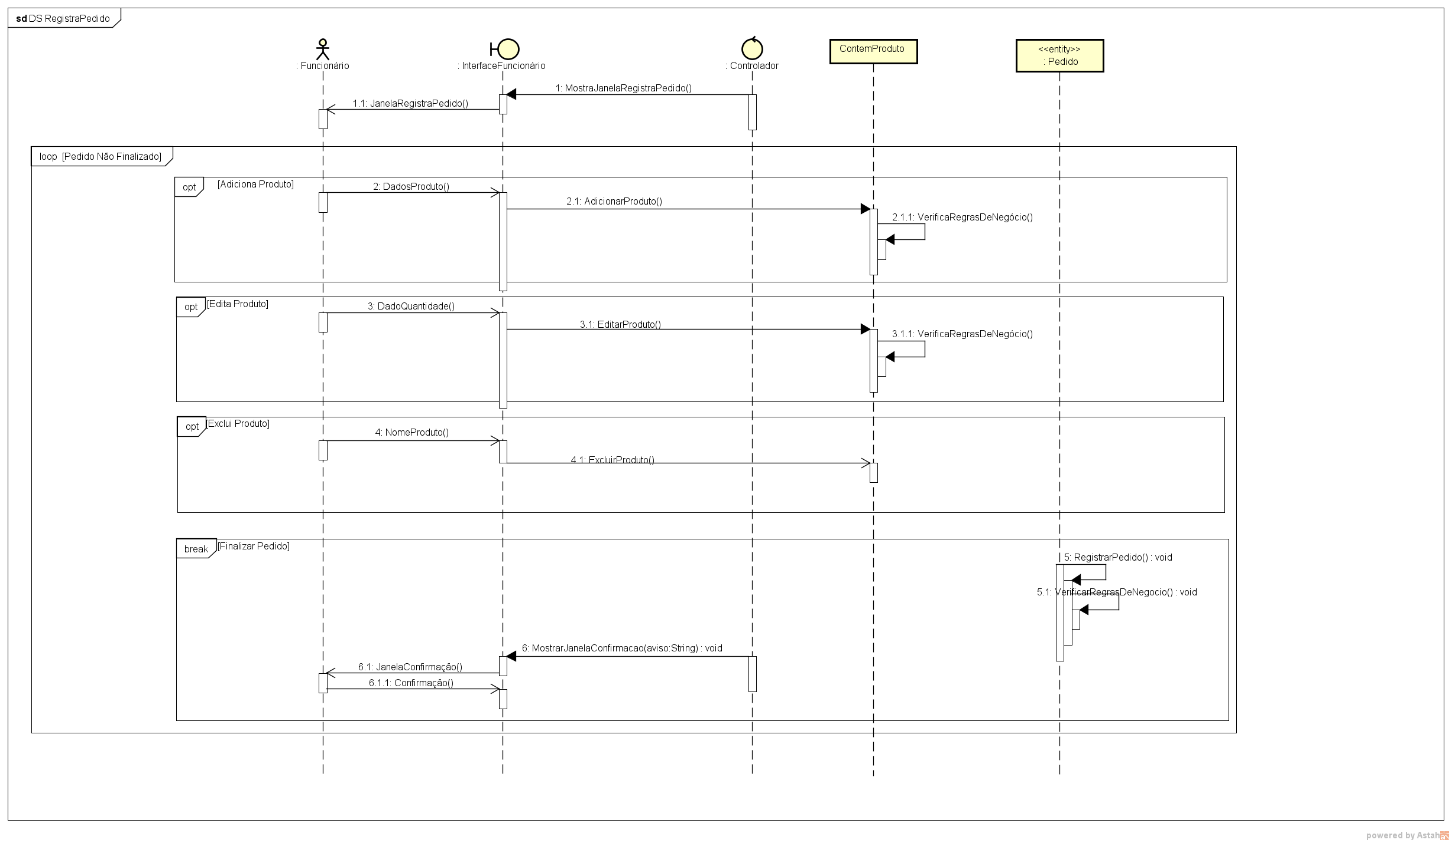 sd DS RegistraPedido
: Funcionário
: InterfaceFuncionário
: Controlador
ContemProduto
<<entity>>
: Pedido
1: MostraJanelaRegistraPedido()
1.1: JanelaRegistraPedido()
loop [Pedido Não Finalizado]
opt [Adiciona Produto]
2: DadosProduto()
2.1: AdicionarProduto()
2.1.1: VerificaRegrasDeNegócio()
opt [Edita Produto]
3: DadoQuantidade()
3.1: EditarProduto()
3.1.1: VerificaRegrasDeNegócio()
opt [Exclui Produto]
4: NomeProduto()
4.1: ExcluirProduto()
break [Finalizar Pedido]
5: RegistrarPedido() : void
5.1: VerificarRegrasDeNegocio() : void
6: MostrarJanelaConfirmacao(aviso:String) : void
6.1: JanelaConfirmação()
6.1.1: Confirmação()
powered by Astah